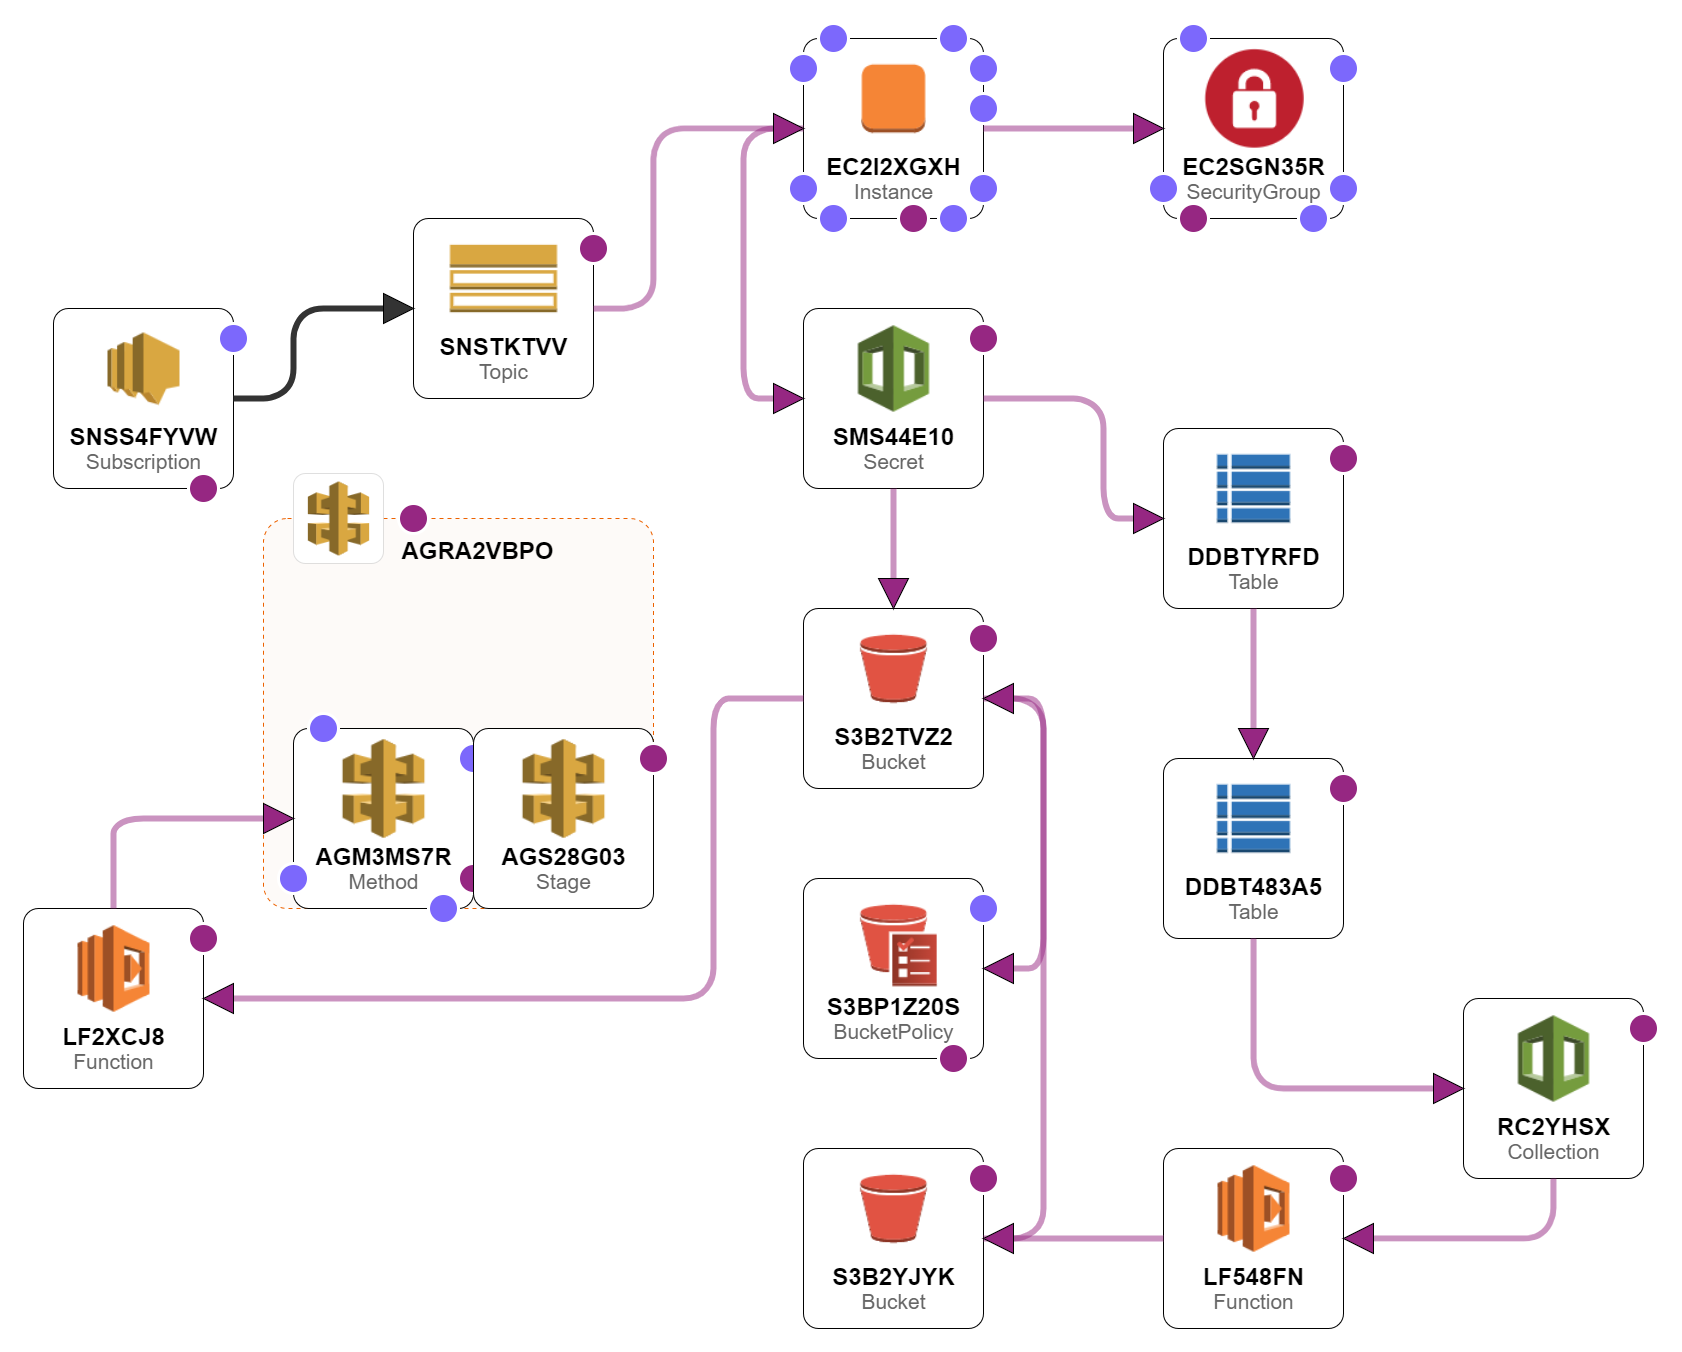 EC2I2XGXH
Instance
EC2SGN35R
SecurityGroup
SNSTKTVV
Topic
SNSS4FYVW
Subscription
SMS44E10
Secret
AGRA2VBPO
DDBTYRFD
Table
S3B2TVZ2
Bucket
AGM3MS7R
Method
AGS28G03
Stage
DDBT483A5
Table
LF2XCJ8
Function
S3BP1Z20S
BucketPolicy
RC2YHSX
Collection
S3B2YJYK
Bucket
LF548FN
Function